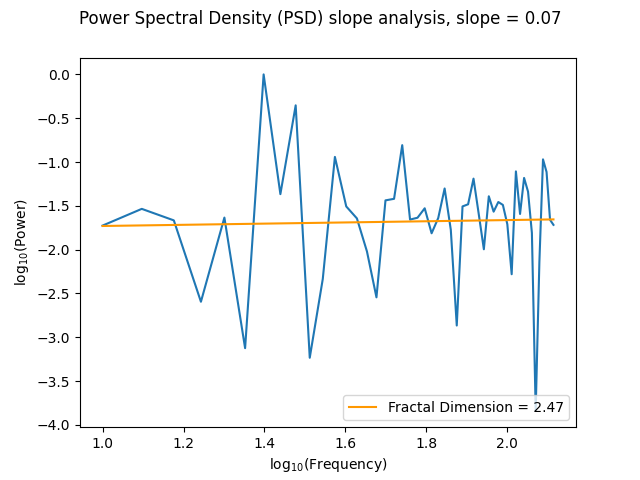 Power Spectral Density (PSD) slope analysis, slope = 0.07
0.0
−0.5
−1.0
−1.5
−2.0
−2.5
−3.0
−3.5
−4.0
log₁₀(Power)
Fractal Dimension = 2.47
1.0 1.2 1.4 1.6 1.8 2.0
log₁₀(Frequency)